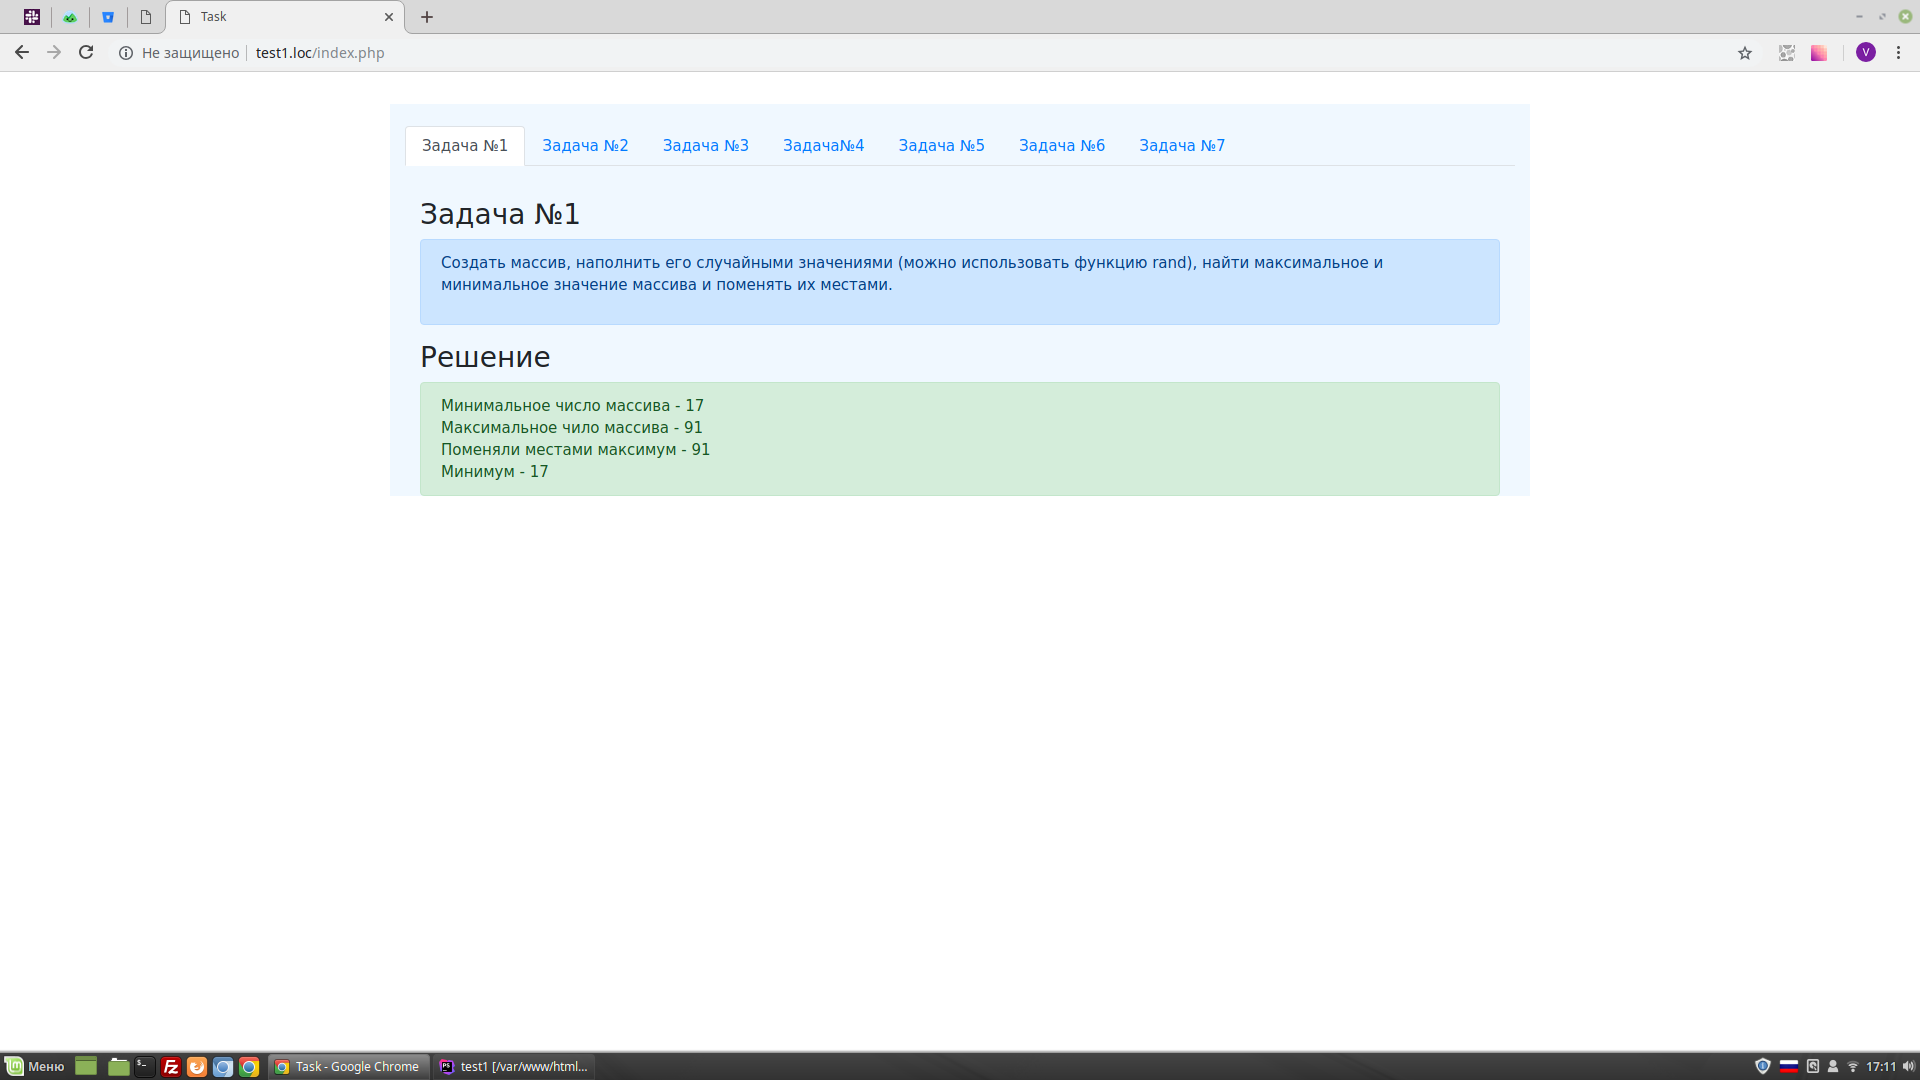 Task
Не защищено
test1.loc/index.php
V
Задача №1 Задача №2 Задача №3 Задача№4 Задача №5 Задача №6 Задача №7
Задача №1
Создать массив, наполнить его случайными значениями (можно использовать функцию rand), найти максимальное и
минимальное значение массива и поменять их местами.
Решение
Минимальное число массива - 17
Максимальное чило массива - 91
Поменяли местами максимум - 91
Минимум - 17
Меню Task - Google Chrome test1 [/var/www/html... 17:11